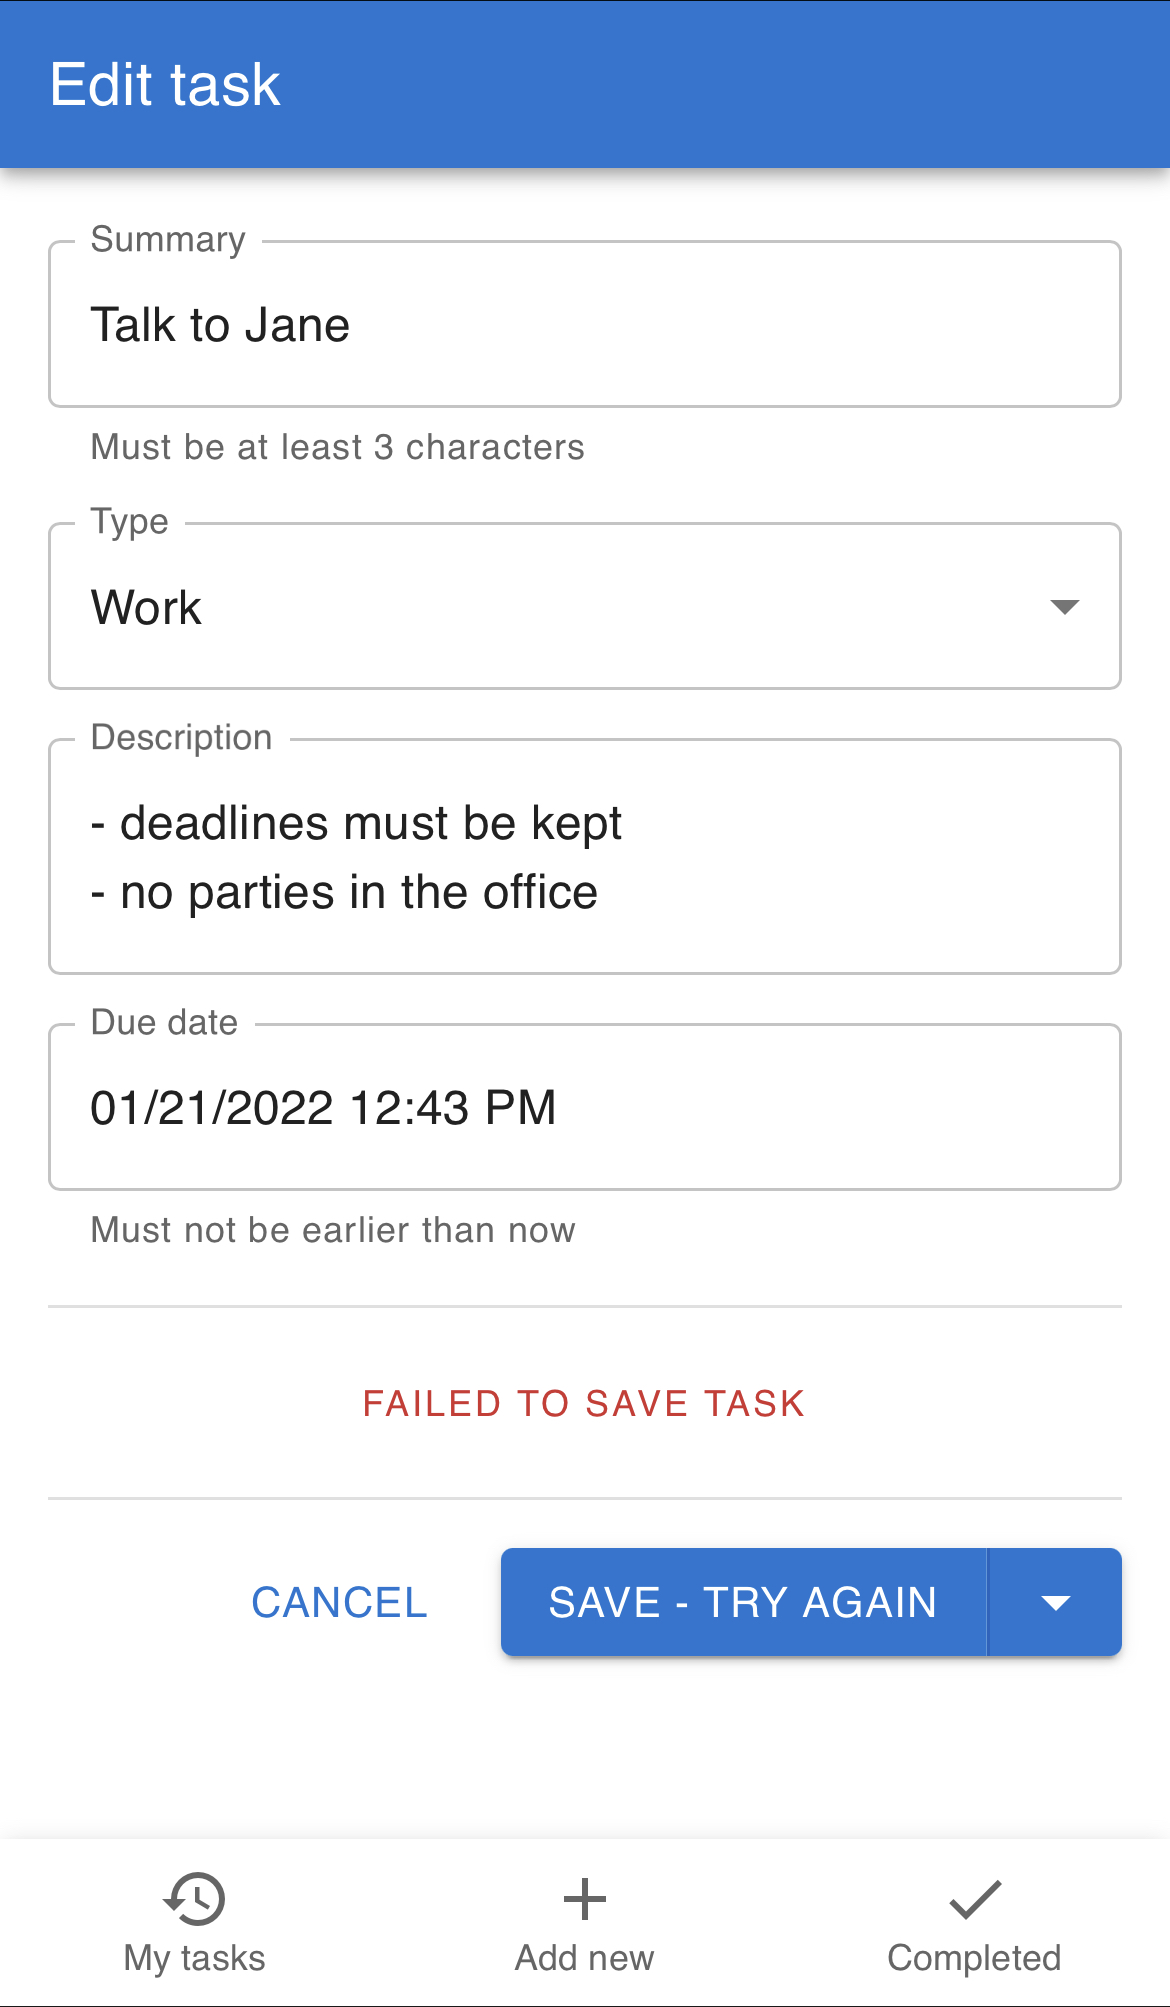 Edit task
Summary
Talk to Jane
Must be at least 3 characters
Type
Work
Description
- deadlines must be kept
- no parties in the office
Due date
01/21/2022 12:43 PM
Must not be earlier than now
FAILED TO SAVE TASK
CANCEL
SAVE - TRY AGAIN
My tasks
Add new
Completed